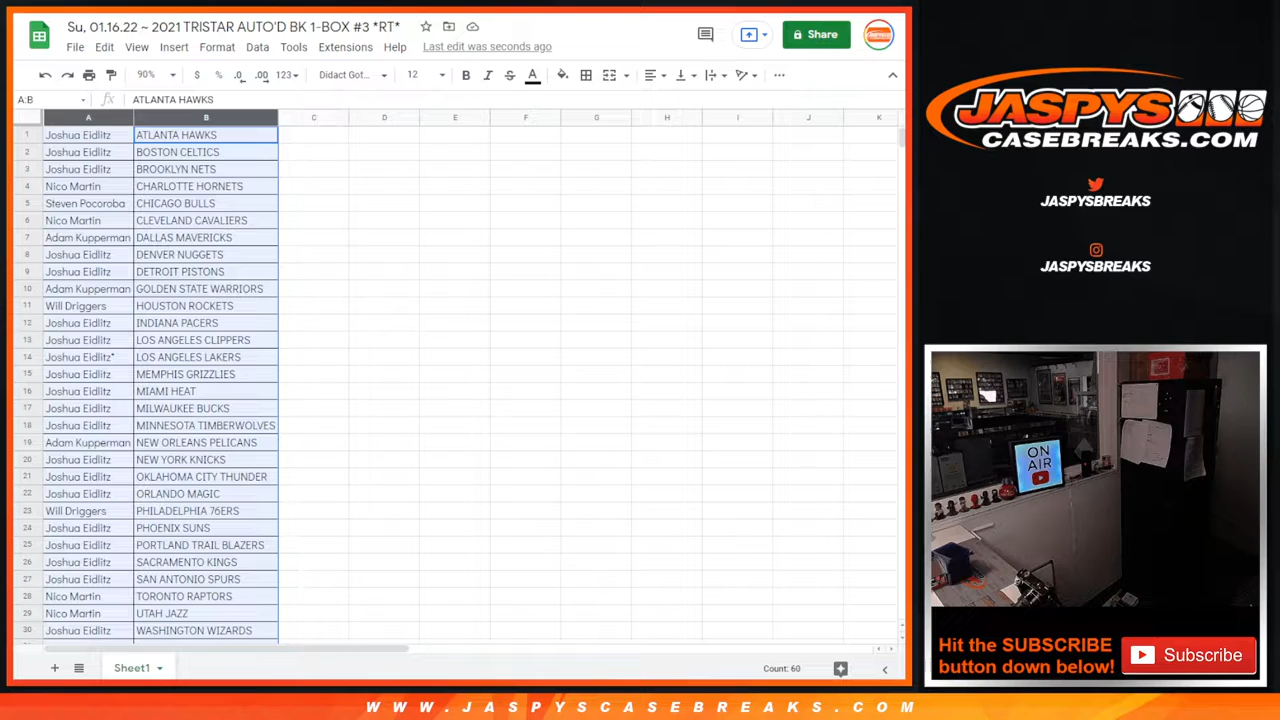 Su, 01.16.22 ~ 2021 TRISTAR AUTO'D BK 1-BOX #3 *RT*
File Edit View Insert Format Data Tools Extensions Help Last edit was seconds ago
Share
90% $ % .0 .00 123 Didact Got... 12 B I S A
A:B fx ATLANTA HAWKS
A B C D E F G H I J K
1 Joshua Eidlitz ATLANTA HAWKS
2 Joshua Eidlitz BOSTON CELTICS
3 Joshua Eidlitz BROOKLYN NETS
4 Nico Martin CHARLOTTE HORNETS
5 Steven Pocoroba CHICAGO BULLS
6 Nico Martin CLEVELAND CAVALIERS
7 Adam Kupperman DALLAS MAVERICKS
8 Joshua Eidlitz DENVER NUGGETS
9 Joshua Eidlitz DETROIT PISTONS
10 Adam Kupperman GOLDEN STATE WARRIORS
11 Will Driggers HOUSTON ROCKETS
12 Joshua Eidlitz INDIANA PACERS
13 Joshua Eidlitz LOS ANGELES CLIPPERS
14 Joshua Eidlitz* LOS ANGELES LAKERS
15 Joshua Eidlitz MEMPHIS GRIZZLIES
16 Joshua Eidlitz MIAMI HEAT
17 Joshua Eidlitz MILWAUKEE BUCKS
18 Joshua Eidlitz MINNESOTA TIMBERWOLVES
19 Adam Kupperman NEW ORLEANS PELICANS
20 Joshua Eidlitz NEW YORK KNICKS
21 Joshua Eidlitz OKLAHOMA CITY THUNDER
22 Joshua Eidlitz ORLANDO MAGIC
23 Will Driggers PHILADELPHIA 76ERS
24 Joshua Eidlitz PHOENIX SUNS
25 Joshua Eidlitz PORTLAND TRAIL BLAZERS
26 Joshua Eidlitz SACRAMENTO KINGS
27 Joshua Eidlitz SAN ANTONIO SPURS
28 Nico Martin TORONTO RAPTORS
29 Nico Martin UTAH JAZZ
30 Joshua Eidlitz WASHINGTON WIZARDS
Sheet1
Count: 60
JASPYS
CASEBREAKS.COM
JASPYSBREAKS
JASPYSBREAKS
ON
AIR
Hit the SUBSCRIBE
button down below!
Subscribe
WWW.JASPYSCASEBREAKS.COM